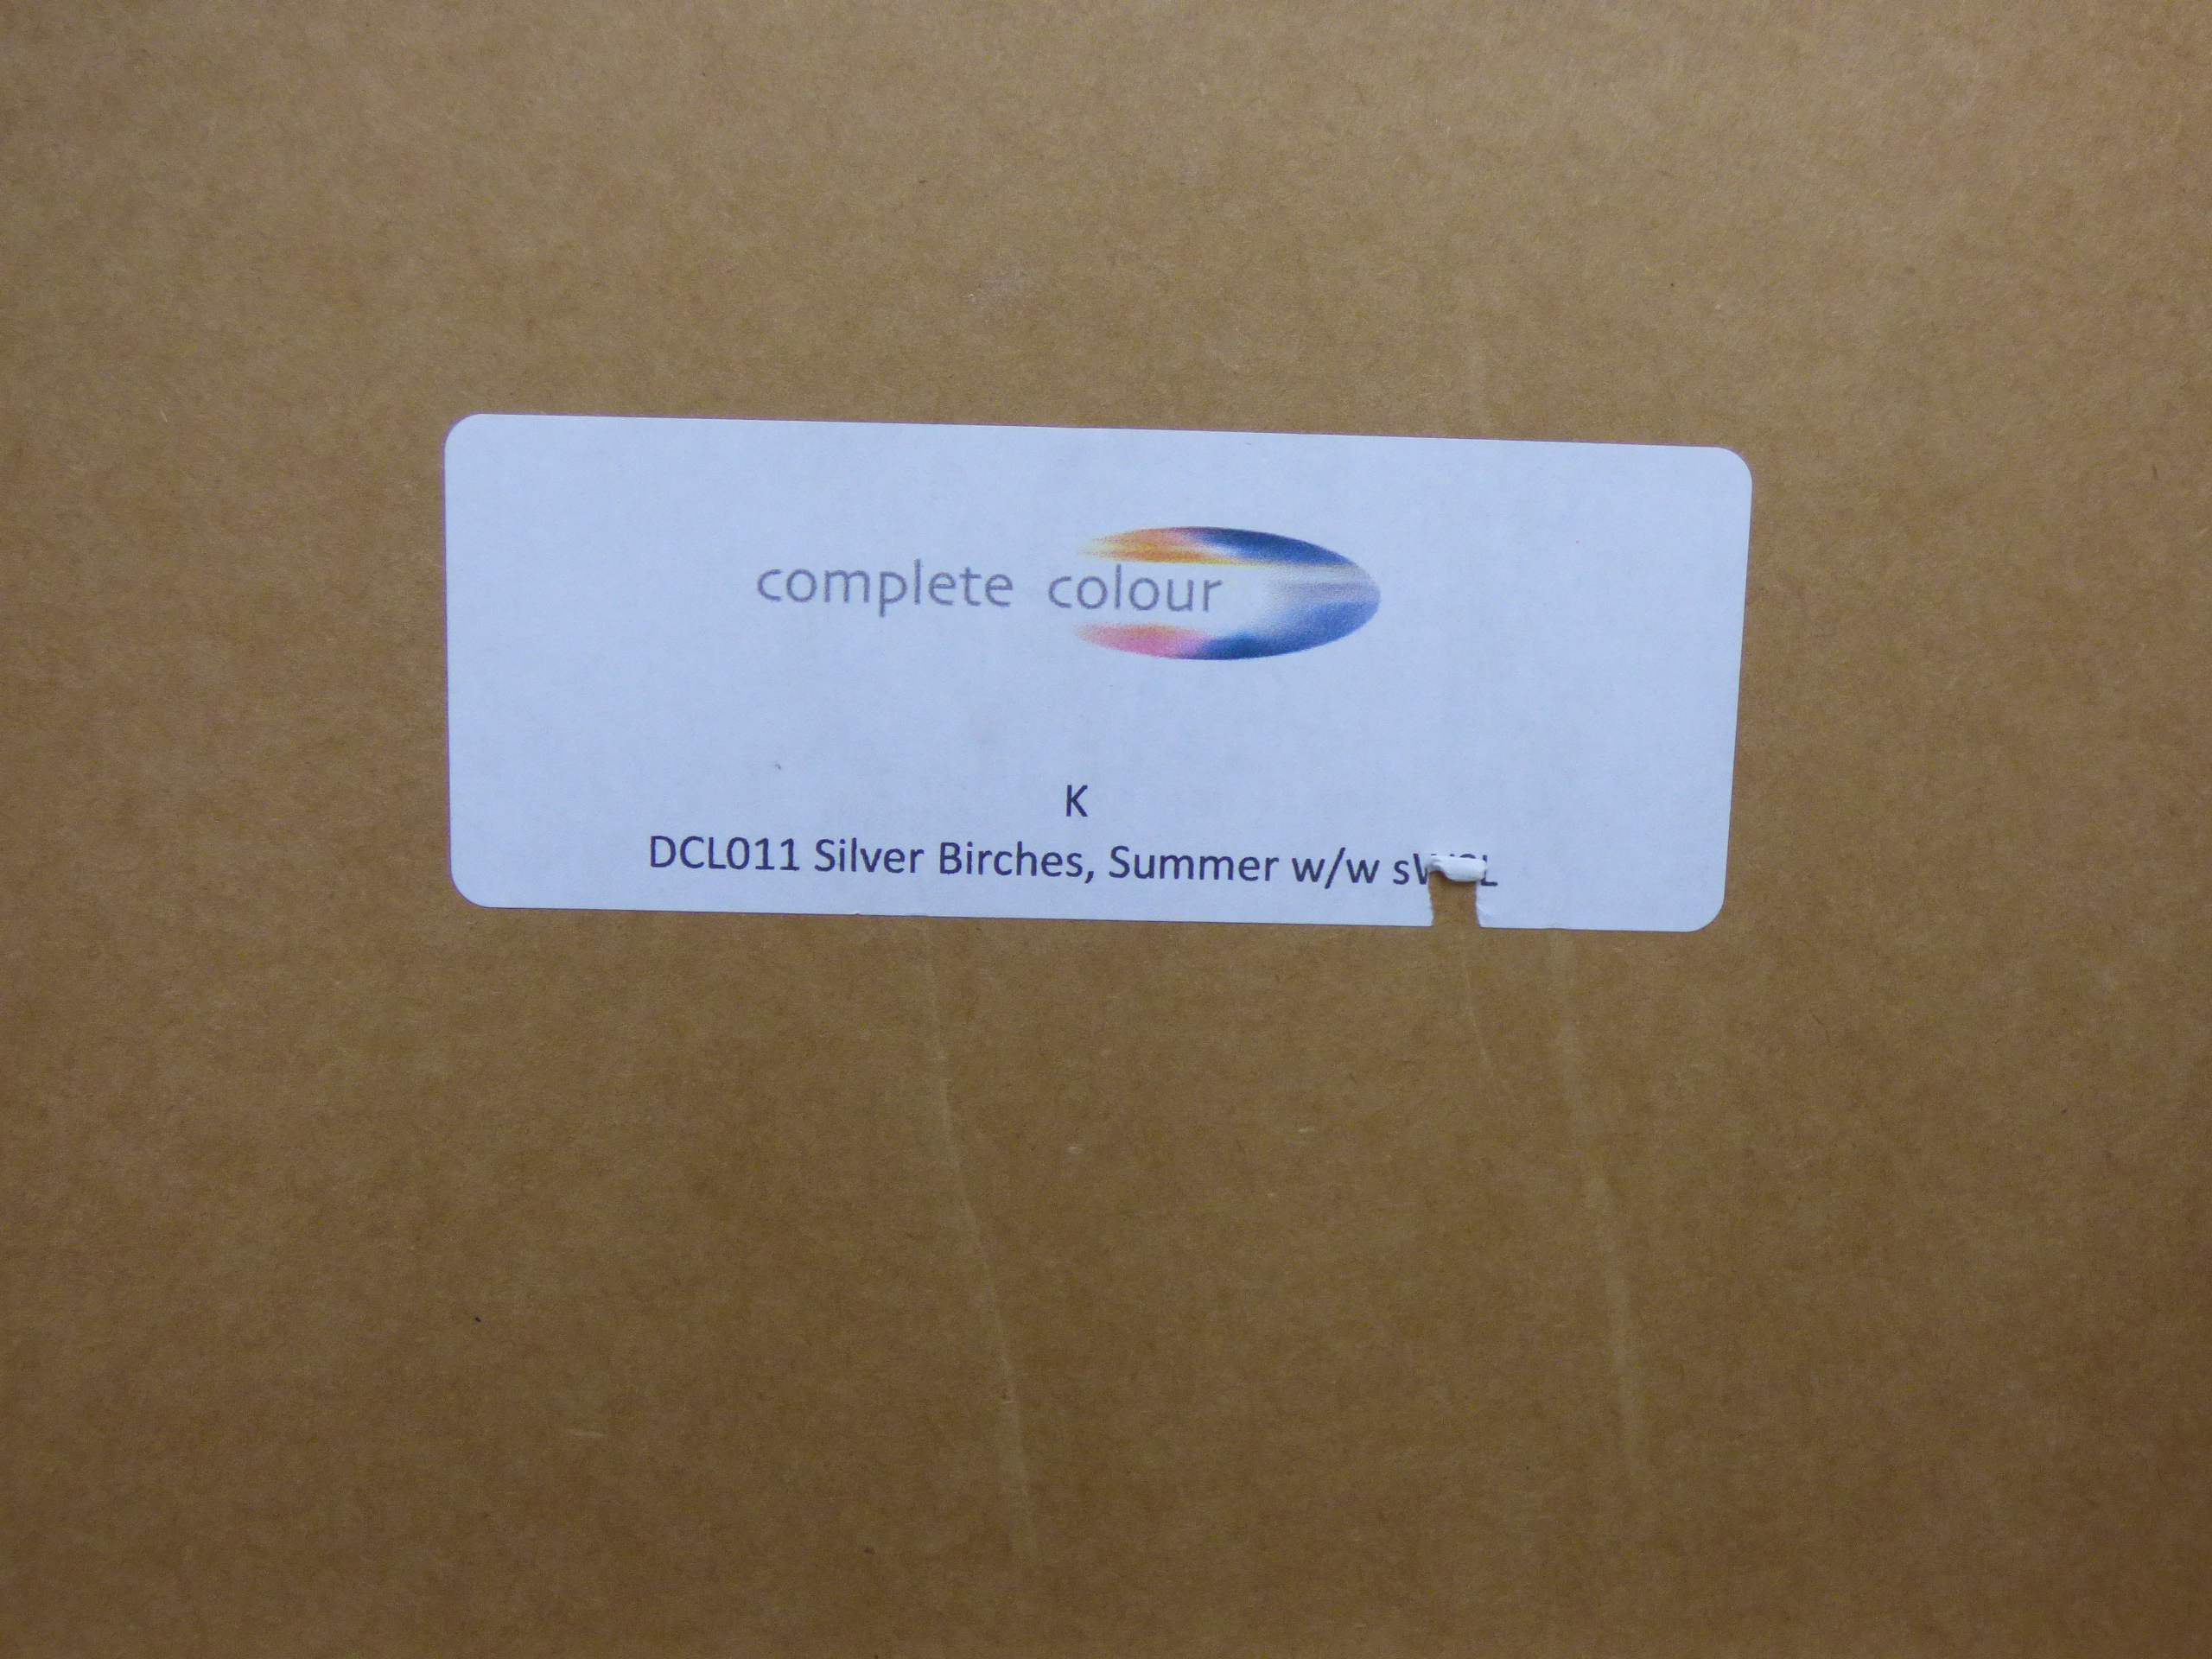 complete colour
K
DCL011 Silver Birches, Summer w/w